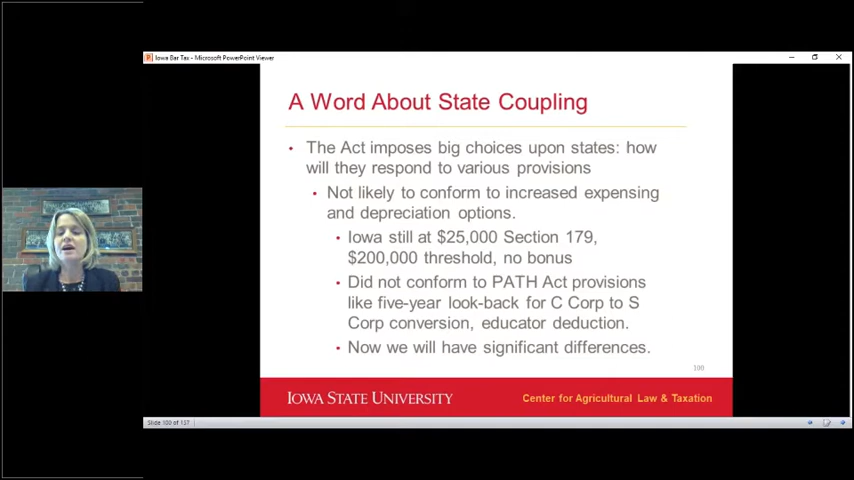 Iowa Bar Tax - Microsoft PowerPoint Viewer
A Word About State Coupling
• The Act imposes big choices upon states: how
will they respond to various provisions
• Not likely to conform to increased expensing
and depreciation options.
• Iowa still at $25,000 Section 179,
$200,000 threshold, no bonus
• Did not conform to PATH Act provisions
like five-year look-back for C Corp to S
Corp conversion, educator deduction.
• Now we will have significant differences.
100
IOWA STATE UNIVERSITY
Center for Agricultural Law & Taxation
Slide 100 of 157